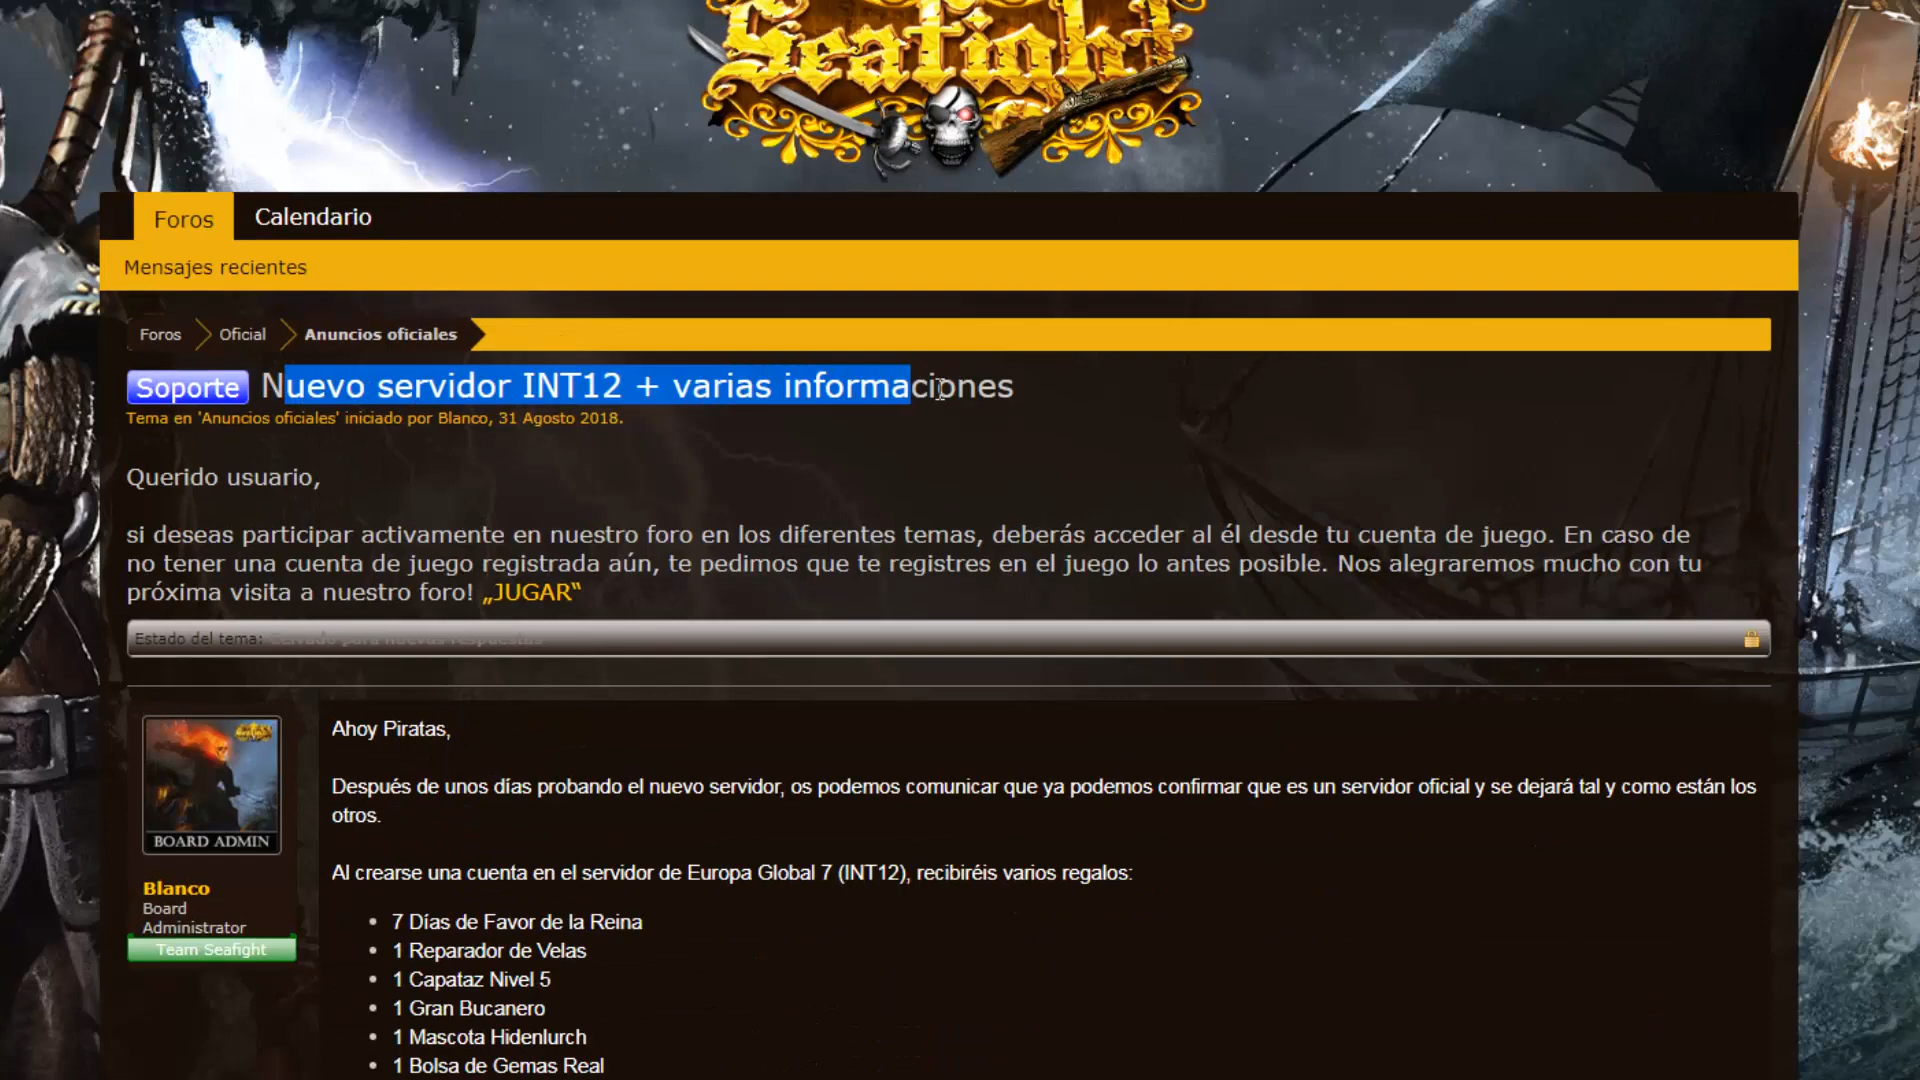 Seafight
Foros
Calendario
Mensajes recientes
Foros
Oficial
Anuncios oficiales
Soporte Nuevo servidor INT12 + varias informaciones
Tema en 'Anuncios oficiales' iniciado por Blanco, 31 Agosto 2018.
Querido usuario,
si deseas participar activamente en nuestro foro en los diferentes temas, deberás acceder al él desde tu cuenta de juego. En caso de
no tener una cuenta de juego registrada aún, te pedimos que te registres en el juego lo antes posible. Nos alegraremos mucho con tu
próxima visita a nuestro foro! „JUGAR“
Estado del tema: Cerrado para nuevas respuestas
BOARD ADMIN
Blanco
Board
Administrator
Team Seafight
Ahoy Piratas,
Después de unos días probando el nuevo servidor, os podemos comunicar que ya podemos confirmar que es un servidor oficial y se dejará tal y como están los
otros.
Al crearse una cuenta en el servidor de Europa Global 7 (INT12), recibiréis varios regalos:
• 7 Días de Favor de la Reina
• 1 Reparador de Velas
• 1 Capataz Nivel 5
• 1 Gran Bucanero
• 1 Mascota Hidenlurch
• 1 Bolsa de Gemas Real